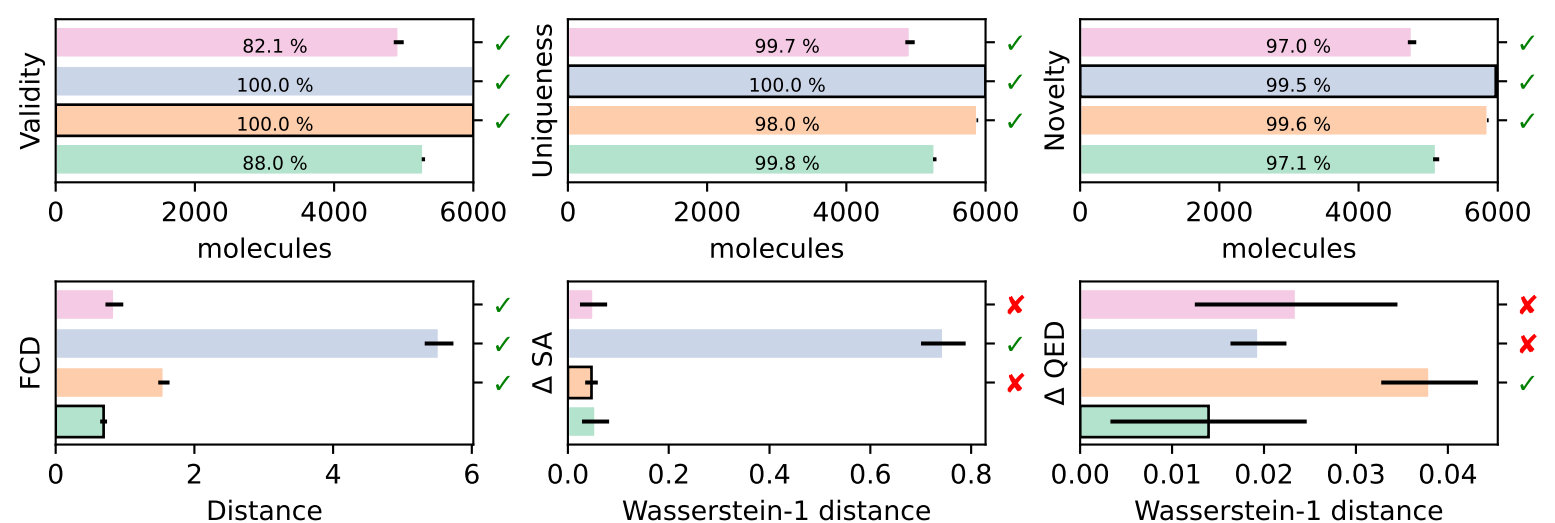 Validity
82.1 %
100.0 %
100.0 %
88.0 %
0 2000 4000 6000
molecules
Uniqueness
99.7 %
100.0 %
98.0 %
99.8 %
0 2000 4000 6000
molecules
Novelty
97.0 %
99.5 %
99.6 %
97.1 %
0 2000 4000 6000
molecules
✓
✓
✓
✓
✓
✓
✓
✓
✓
FCD
0 2 4 6
Distance
✓
✓
✓
Δ SA
0.0 0.2 0.4 0.6 0.8
Wasserstein-1 distance
✘
✓
✘
Δ QED
0.00 0.01 0.02 0.03 0.04
Wasserstein-1 distance
✘
✘
✓